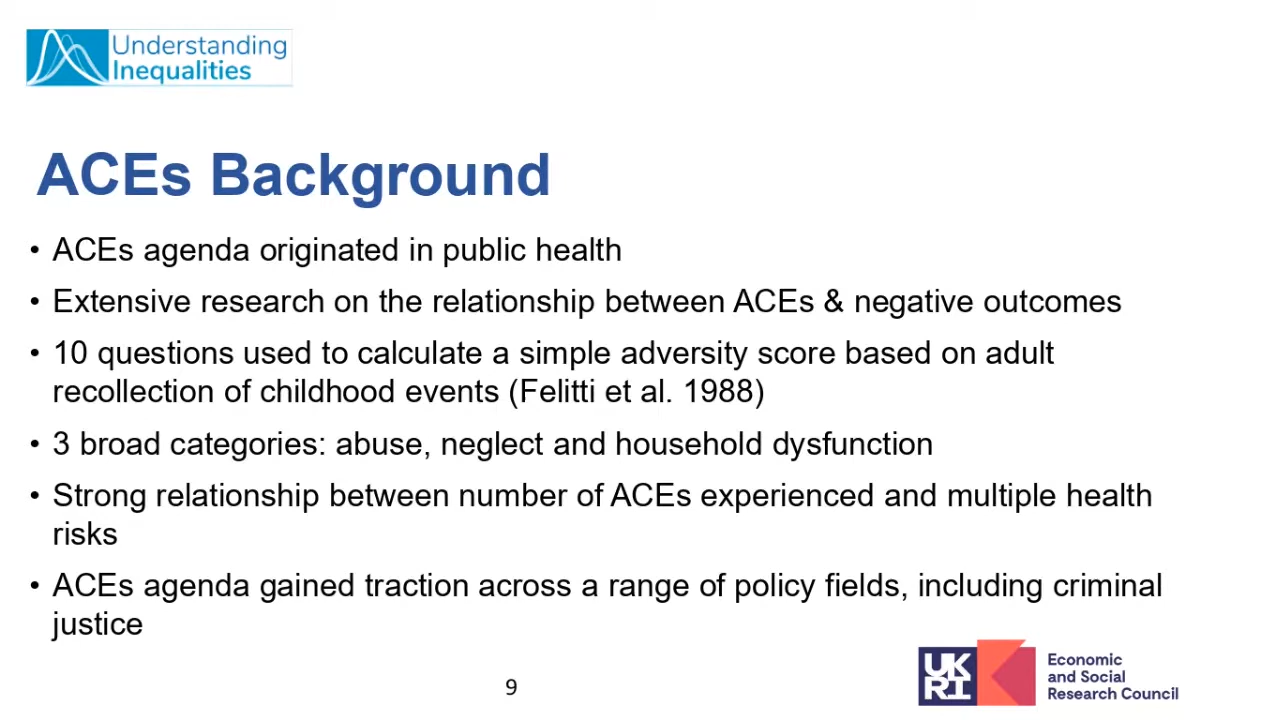 Understanding
Inequalities
ACEs Background
• ACEs agenda originated in public health
• Extensive research on the relationship between ACEs & negative outcomes
• 10 questions used to calculate a simple adversity score based on adult
recollection of childhood events (Felitti et al. 1988)
• 3 broad categories: abuse, neglect and household dysfunction
• Strong relationship between number of ACEs experienced and multiple health
risks
• ACEs agenda gained traction across a range of policy fields, including criminal
justice
9
UK
RI
Economic
and Social
Research Council